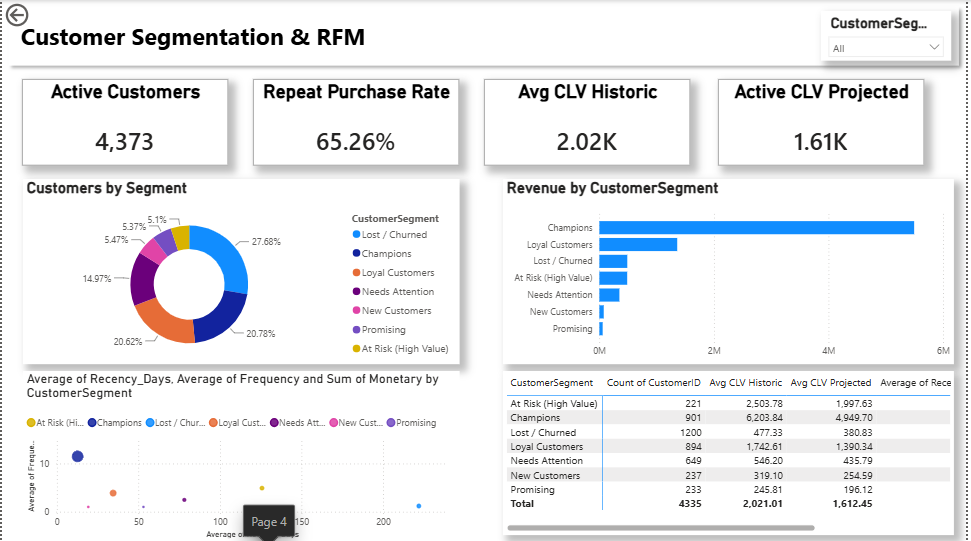 Customer Segmentation & RFM
CustomerSeg...
All
Active Customers
4,373
Repeat Purchase Rate
65.26%
Avg CLV Historic
2.02K
Active CLV Projected
1.61K
Customers by Segment
27.68%
20.78%
20.62%
14.97%
5.47%
5.37%
5.1%
CustomerSegment
Lost / Churned
Champions
Loyal Customers
Needs Attention
New Customers
Promising
At Risk (High Value)
Revenue by CustomerSegment
Champions
Loyal Customers
Lost / Churned
At Risk (High Value)
Needs Attention
New Customers
Promising
0M 2M 4M 6M
Average of Recency_Days, Average of Frequency and Sum of Monetary by
CustomerSegment
At Risk (Hi... Champions Lost / Chur... Loyal Cust... Needs Att... New Cust... Promising
Average of Freque...
10
0
0 50 100 150 200
Average of
Page 4
CustomerSegment Count of CustomerID Avg CLV Historic Avg CLV Projected Average of Rece
At Risk (High Value) 221 2,503.78 1,997.63
Champions 901 6,203.84 4,949.70
Lost / Churned 1200 477.33 380.83
Loyal Customers 894 1,742.61 1,390.34
Needs Attention 649 546.20 435.79
New Customers 237 319.10 254.59
Promising 233 245.81 196.12
Total 4335 2,021.01 1,612.45